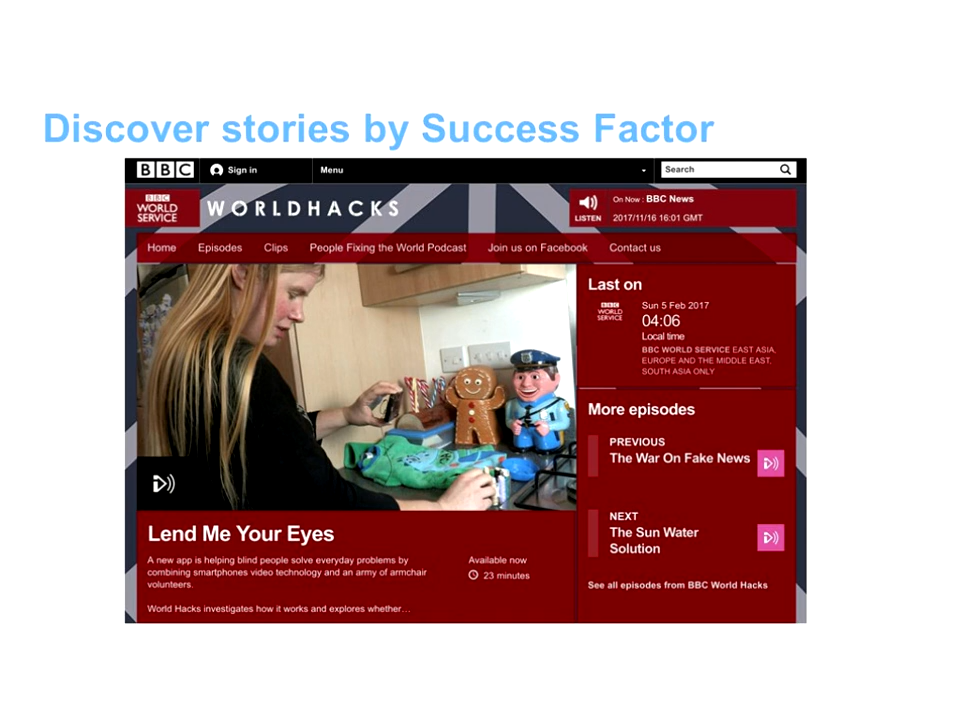 Discover stories by Success Factor
BBC Sign in Menu Search
BBC
WORLD
SERVICE
WORLDHACKS
LISTEN
On Now : BBC News
2017/11/16 16:01 GMT
Home Episodes Clips People Fixing the World Podcast Join us on Facebook Contact us
Last on
BBC
WORLD
SERVICE
Sun 5 Feb 2017
04:06
Local time
BBC WORLD SERVICE EAST ASIA,
EUROPE AND THE MIDDLE EAST,
SOUTH ASIA ONLY
More episodes
PREVIOUS
The War On Fake News
NEXT
The Sun Water
Solution
See all episodes from BBC World Hacks
Lend Me Your Eyes
A new app is helping blind people solve everyday problems by
combining smartphones video technology and an army of armchair
volunteers.
World Hacks investigates how it works and explores whether…
Available now
23 minutes